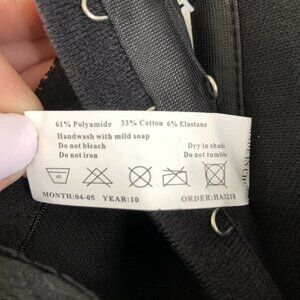 61% Polyamide 33% Cotton 6% Elastane
Handwash with mild soap
Do not bleach Dry in shade
Do not iron Do not tumble
MONTH:04-05 YEAR:10 ORDER:HA5210